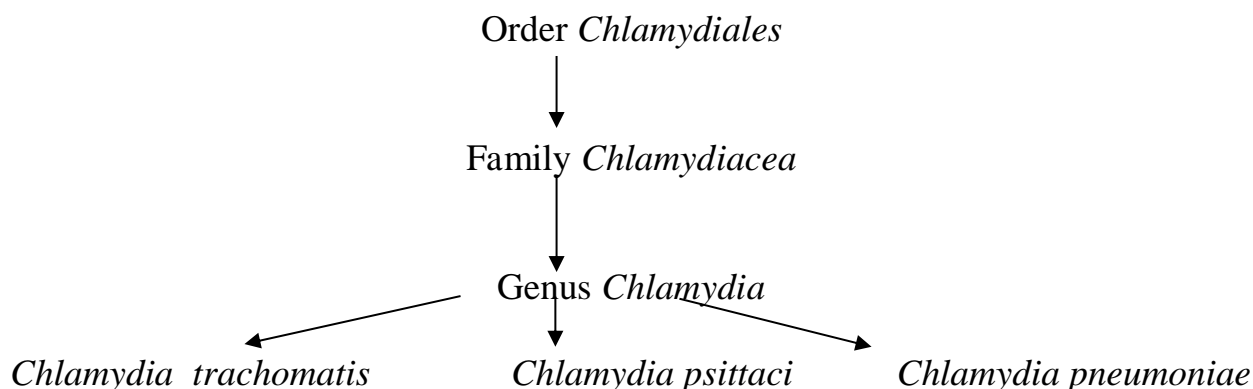 Order Chlamydiales
Family Chlamydiacea
Genus Chlamydia
Chlamydia trachomatis Chlamydia psittaci Chlamydia pneumoniae